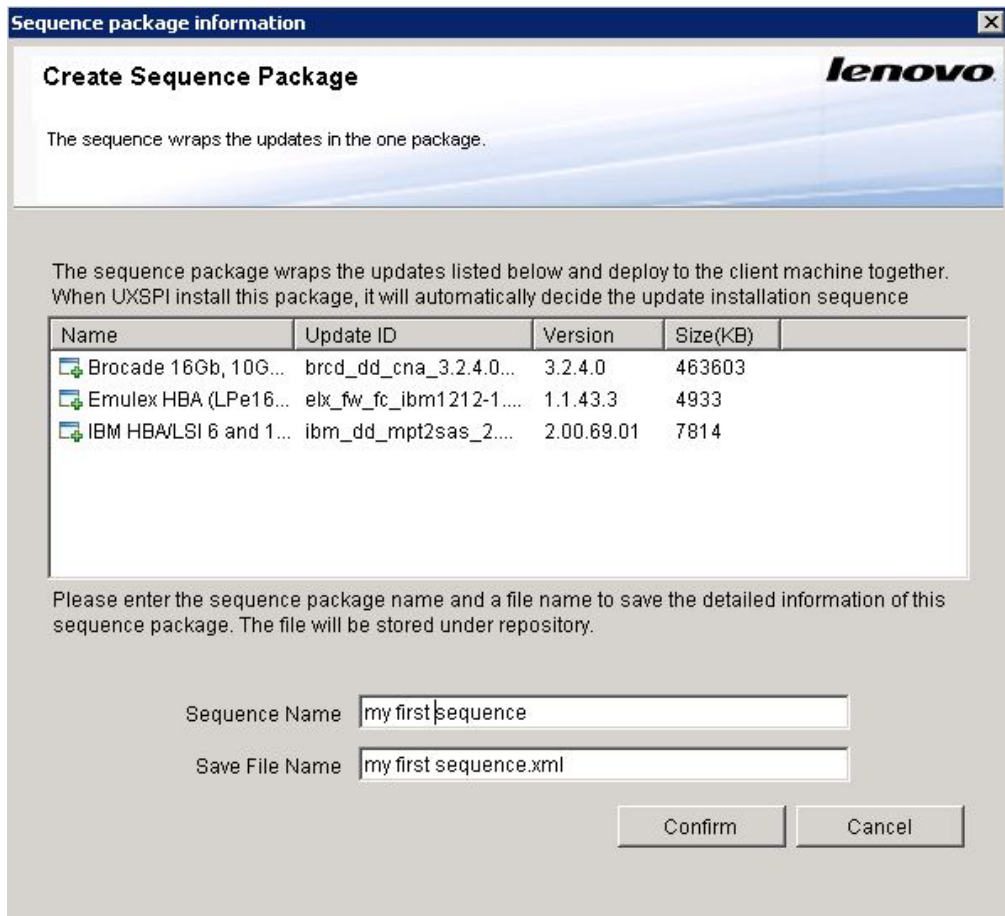 Sequence package information
Create Sequence Package
lenovo
The sequence wraps the updates in the one package.
The sequence package wraps the updates listed below and deploy to the client machine together.
When UXSPI install this package, it will automatically decide the update installation sequence
Name Update ID Version Size(KB)
Brocade 16Gb, 10G... brcd_dd_cna_3.2.4.0... 3.2.4.0 463603
Emulex HBA (LPe16... elx_fw_fc_ibm1212-1.... 1.1.43.3 4933
IBM HBA/LSI 6 and 1... ibm_dd_mpt2sas_2.... 2.00.69.01 7814
Please enter the sequence package name and a file name to save the detailed information of this
sequence package. The file will be stored under repository.
Sequence Name my first sequence
Save File Name my first sequence.xml
Confirm Cancel